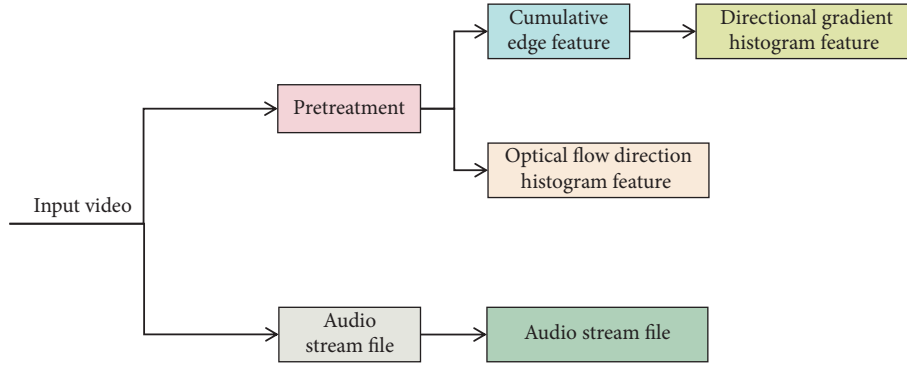 Cumulative
edge feature
Directional gradient
histogram feature
Pretreatment
Optical flow direction
histogram feature
Input video
Audio
stream file
Audio stream file